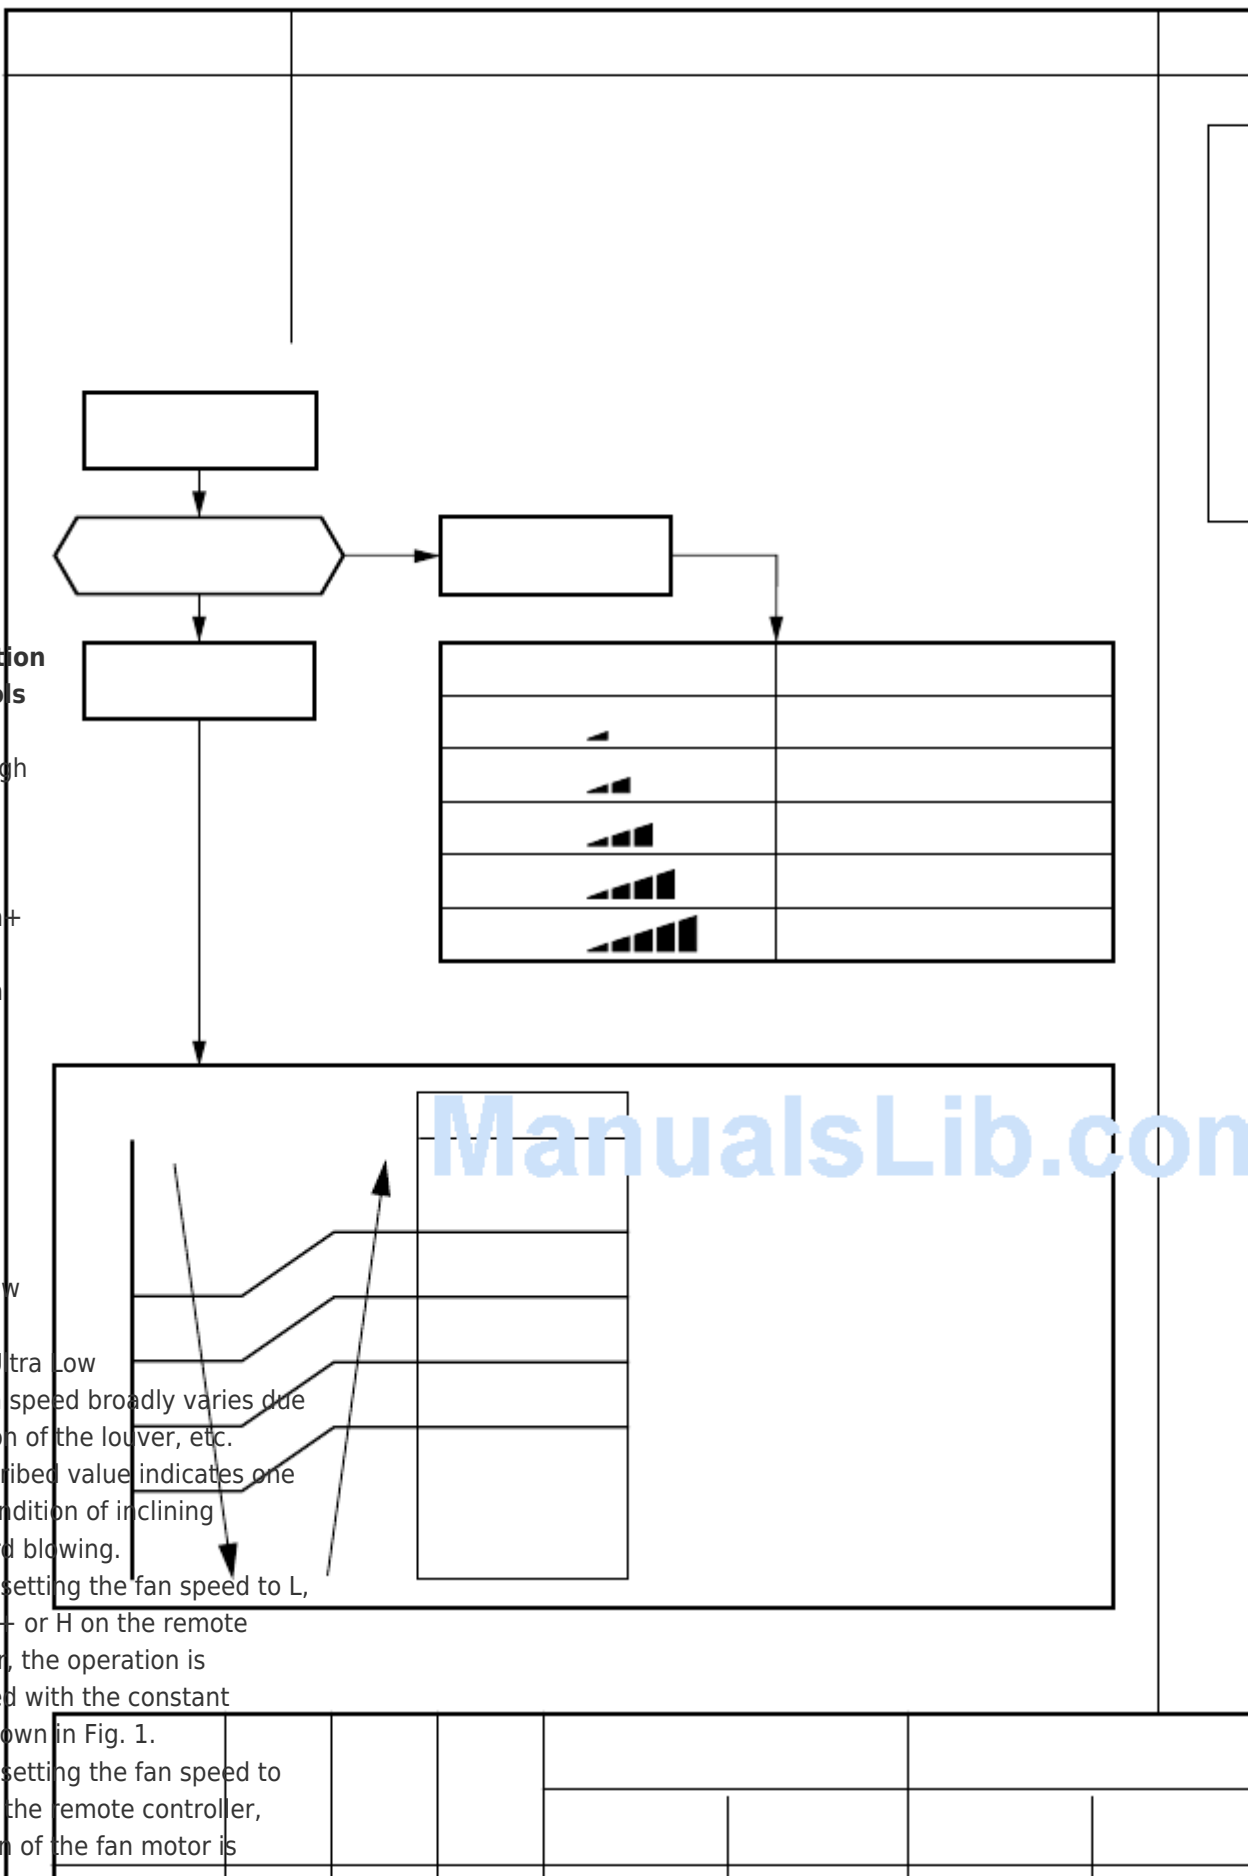 tion
ols
gh
+
w
ltra Low
speed broadly varies due
n of the louver, etc.
ribed value indicates one
ndition of inclining
d blowing.
setting the fan speed to L,
+ or H on the remote
r, the operation is
ed with the constant
own in Fig. 1.
setting the fan speed to
the remote controller,
n of the fan motor is
ManualsLib.com